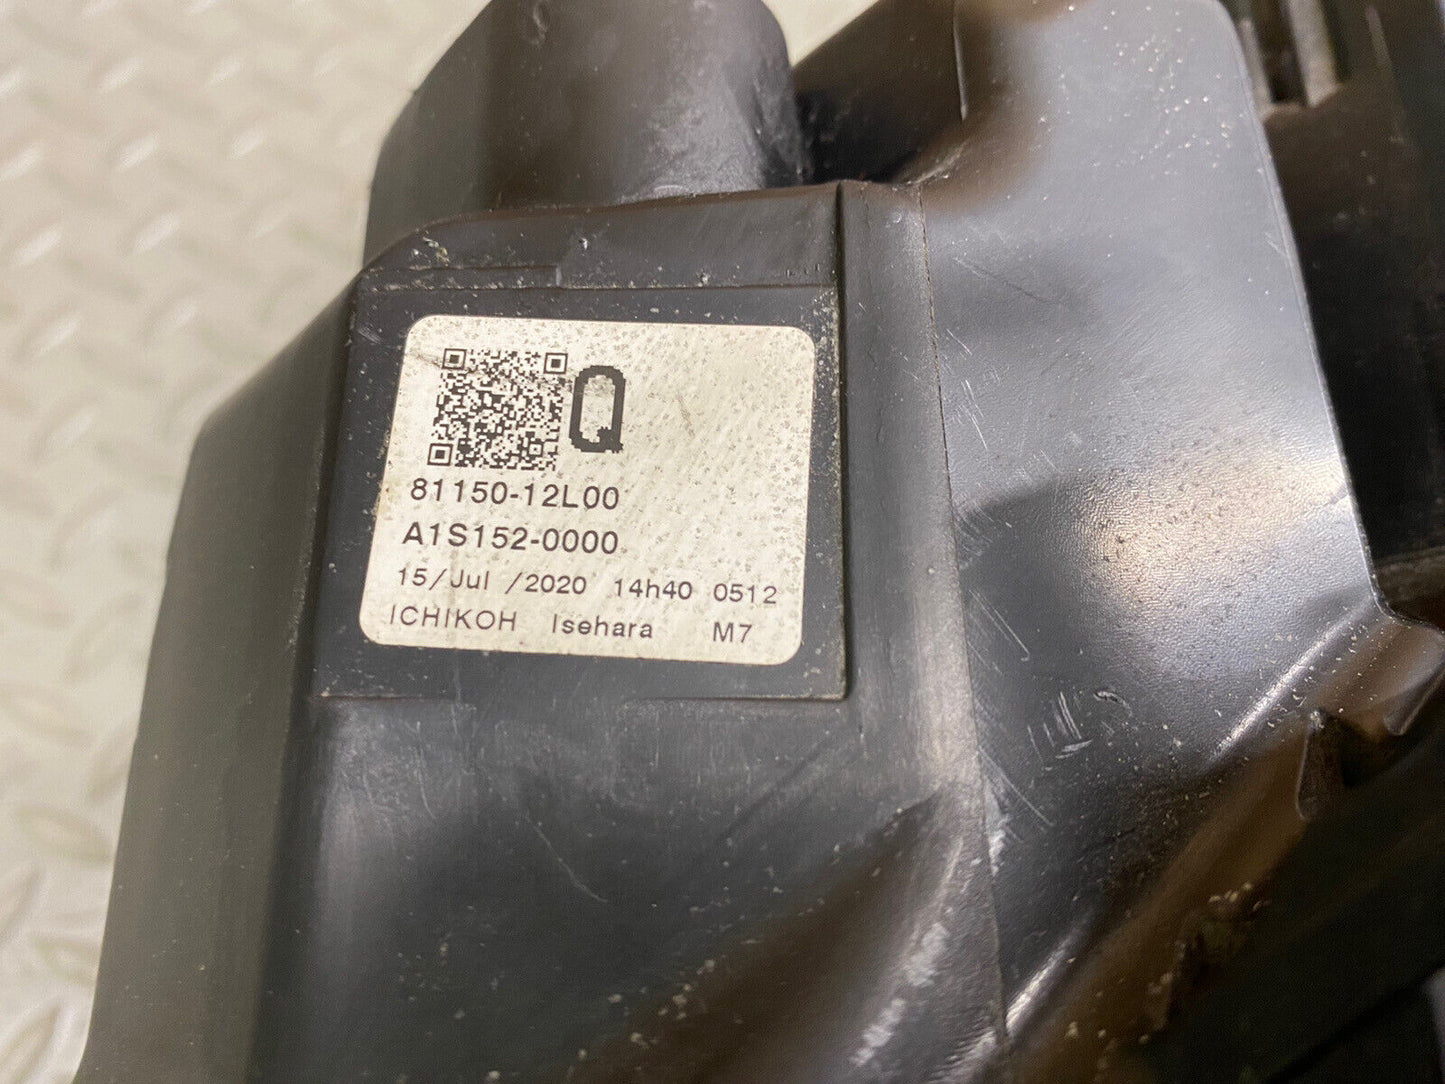 Q
81150-12L00
A1S152-0000
15/Jul /2020 14h40 0512
ICHIKOH Isehara M7